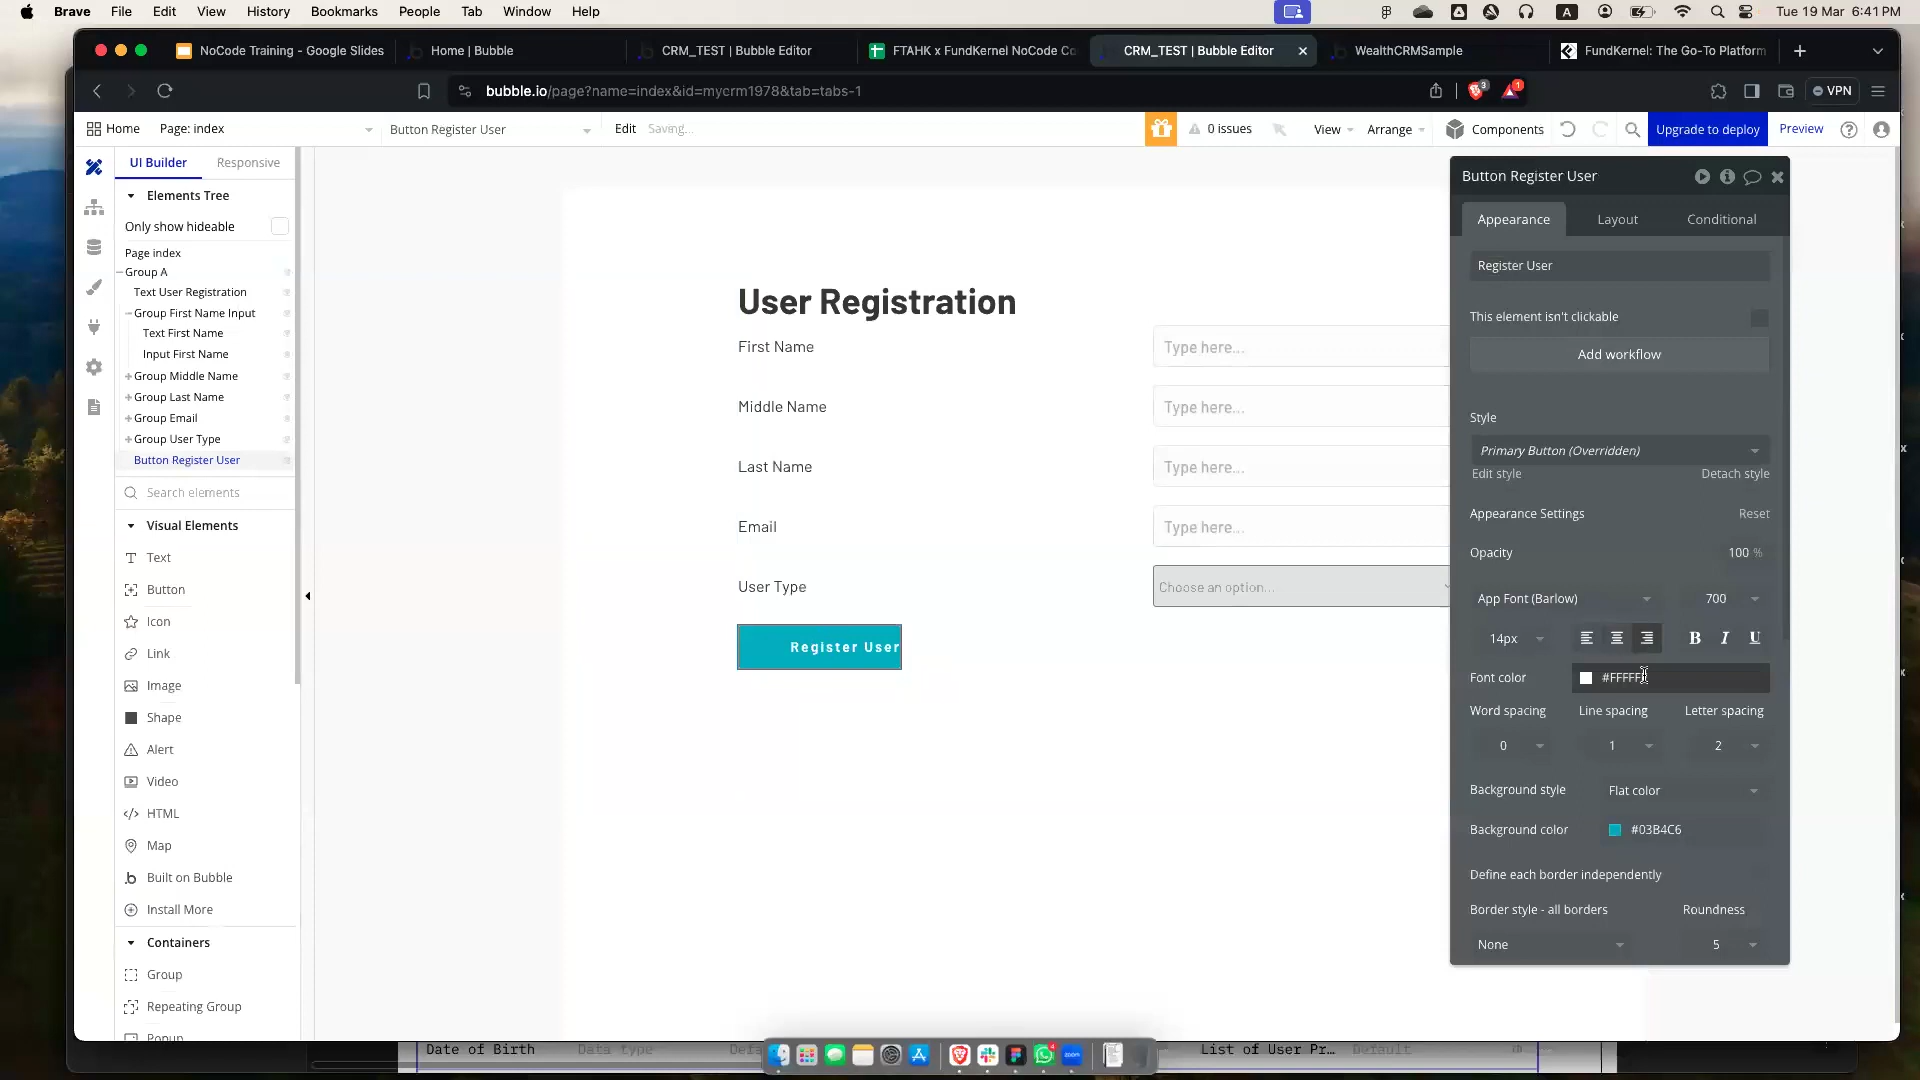 Brave File Edit View History Bookmarks People Tab Window Help
A
Tue 19 Mar 6:41 PM
NoCode Training - Google Slides
Home | Bubble
CRM_TEST | Bubble Editor
FTAHK x FundKernel NoCode Co
CRM_TEST | Bubble Editor
WealthCRMSample
FundKernel: The Go-To Platform
bubble.io/page?name=index&id=mycrm1978&tab=tabs-1
3
1
VPN
Home
Page: index
Button Register User
Edit
Saving...
0 issues
View
Arrange
Components
Upgrade to deploy
Preview
UI Builder
Responsive
Elements Tree
Only show hideable
Page index
Group A
Text User Registration
Group First Name Input
Text First Name
Input First Name
Group Middle Name
Group Last Name
Group Email
Group User Type
Button Register User
Search elements
Visual Elements
Text
Button
Icon
Link
Image
Shape
Alert
Video
HTML
Map
Built on Bubble
Install More
Containers
Group
Repeating Group
Popup
User Registration
First Name
Type here...
Middle Name
Type here...
Last Name
Type here...
Email
Type here...
User Type
Choose an option...
Register User
Button Register User
Appearance
Layout
Conditional
Register User
This element isn't clickable
Add workflow
Style
Primary Button (Overridden)
Edit style
Detach style
Appearance Settings
Reset
Opacity
100 %
App Font (Barlow)
700
14px
B I U
Font color
Word spacing
Line spacing
Letter spacing
0
1
2
Background style
Flat color
Background color
#03B4C6
Define each border independently
Border style - all borders
Roundness
None
5
Date of Birth
Data type
List of User Pr...
Default
zoom